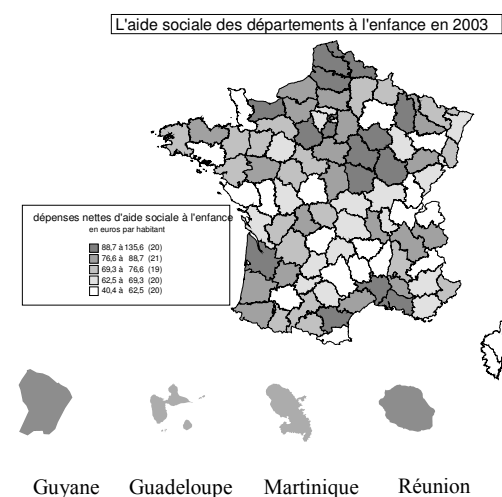 L'aide sociale des départements à l'enfance en 2003
dépenses nettes d'aide sociale à l'enfance
en euros par habitant
88,7 à 135,6 (20)
76,6 à 88,7 (21)
69,3 à 76,6 (19)
62,5 à 69,3 (20)
40,4 à 62,5 (20)
Guyane Guadeloupe Martinique Réunion